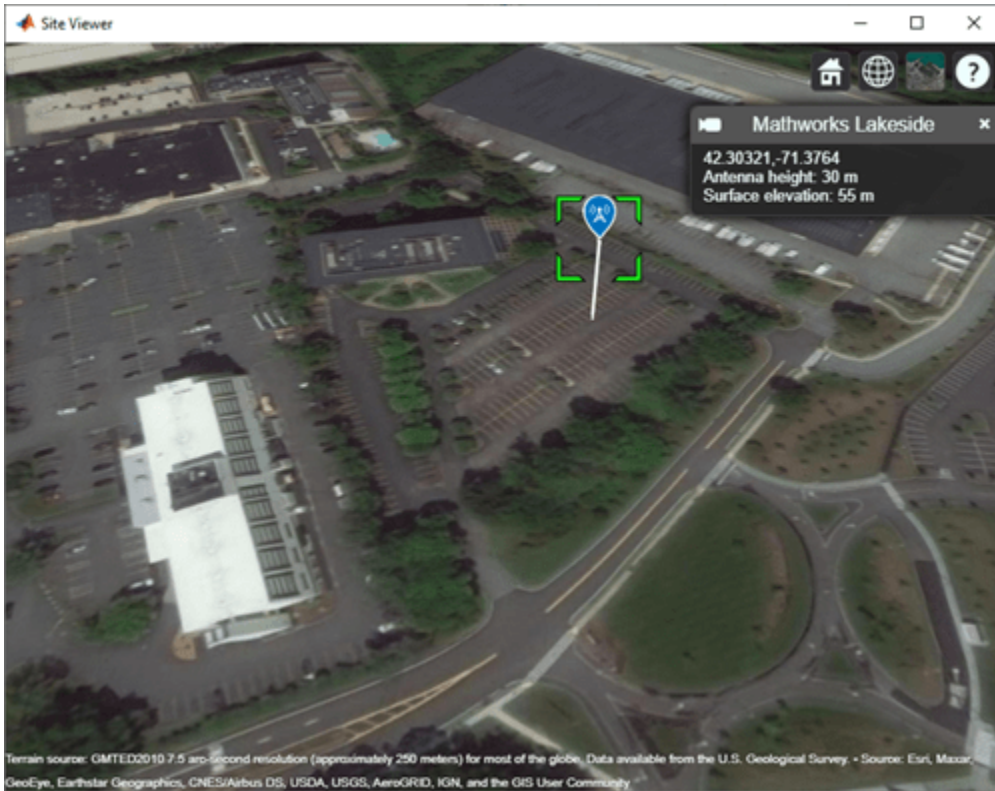 Site Viewer
?
Mathworks Lakeside
42.30321,-71.3764
Antenna height: 30 m
Surface elevation: 55 m
Terrain source: GMTED2010 7.5 arc-second resolution (approximately 250 meters) for most of the globe. Data available from the U.S. Geological Survey. • Source: Esri, Maxar,
GeoEye, Earthstar Geographics, CNES/Airbus DS, USDA, USGS, AeroGRID, IGN, and the GIS User Community